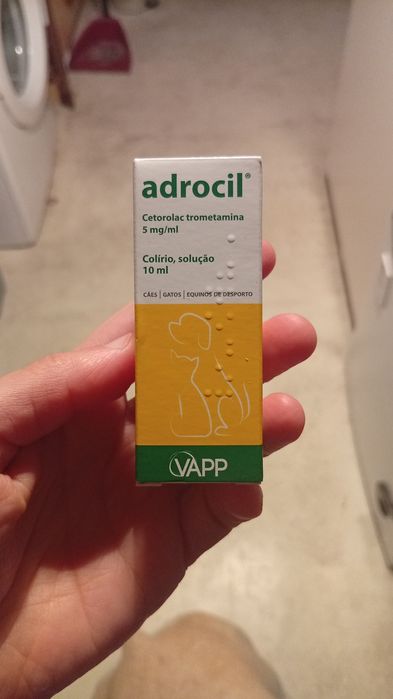 adrocil®
Cetorolac trometamina
5 mg/ml
Colírio, solução
10 ml
CÃES | GATOS | EQUINOS DE DESPORTO
VAPP